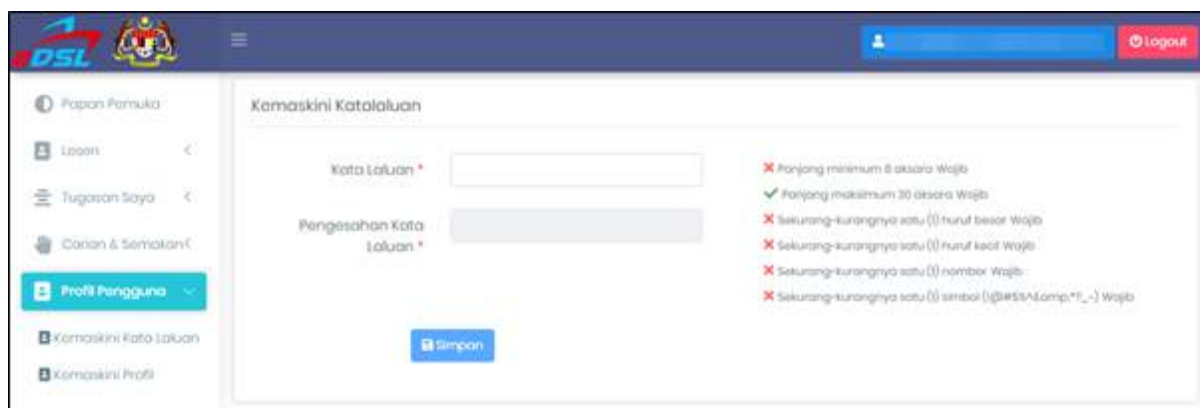 eDSL
Logout
Papan Pemuka
Kemaskini Katalaluan
Lesen
Kata Laluan *
Panjang minimum 8 aksara Wajib
Tugasan Saya
Panjang maksimum 30 aksara Wajib
Pengesahan Kata
Laluan *
Sekurang-kurangnya satu (1) huruf besar Wajib
Carian & Semakan
Sekurang-kurangnya satu (1) huruf kecil Wajib
Profil Pengguna
Sekurang-kurangnya satu (1) nombor Wajib
Sekurang-kurangnya satu (1) simbol (!@#$%^&amp;*?_~) Wajib
Kemaskini Kata Laluan
Simpan
Kemaskini Profil